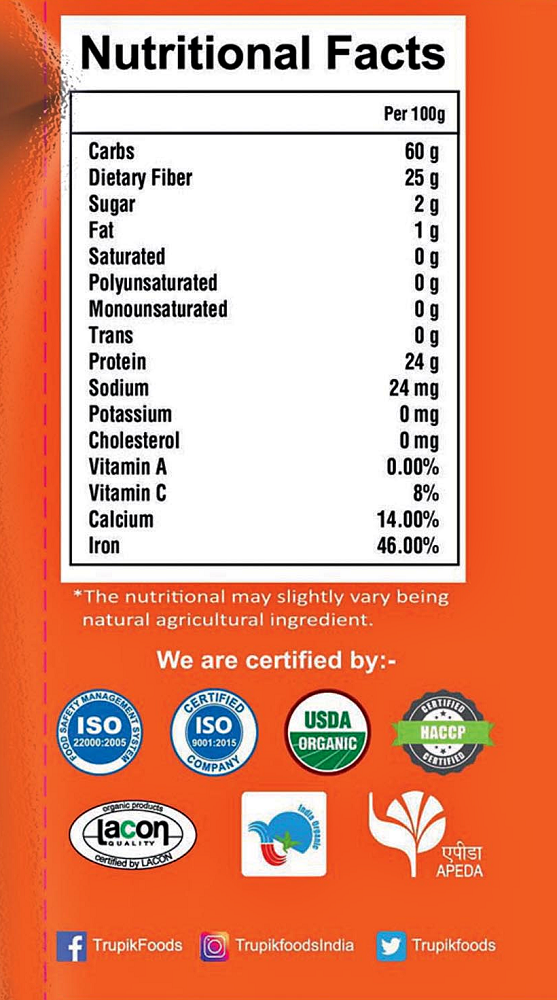 Nutritional Facts
Per 100g
Carbs 60 g
Dietary Fiber 25 g
Sugar 2 g
Fat 1 g
Saturated 0 g
Polyunsaturated 0 g
Monounsaturated 0 g
Trans 0 g
Protein 24 g
Sodium 24 mg
Potassium 0 mg
Cholesterol 0 mg
Vitamin A 0.00%
Vitamin C 8%
Calcium 14.00%
Iron 46.00%
*The nutritional may slightly vary being
natural agricultural ingredient.
We are certified by:-
FOOD SAFETY MANAGEMENT SYSTEM
ISO
22000:2005
CERTIFIED
ISO
9001:2015
COMPANY
USDA
ORGANIC
CERTIFIED
HACCP
CERTIFIED
organic products
lacon
QUALITY
certified by LACON
India Organic
एपीडा
APEDA
TrupikFoods TrupikfoodsIndia Trupikfoods